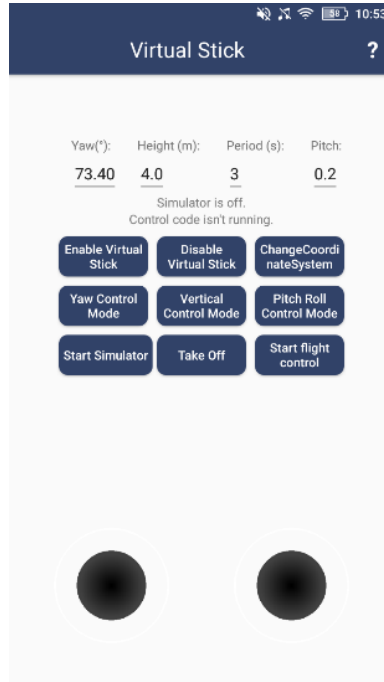 58 10:53
Virtual Stick ?
Yaw(°): Height (m): Period (s): Pitch:
73.40 4.0 3 0.2
Simulator is off.
Control code isn't running.
Enable Virtual Stick
Disable Virtual Stick
ChangeCoordinateSystem
Yaw Control Mode
Vertical Control Mode
Pitch Roll Control Mode
Start Simulator
Take Off
Start flight control